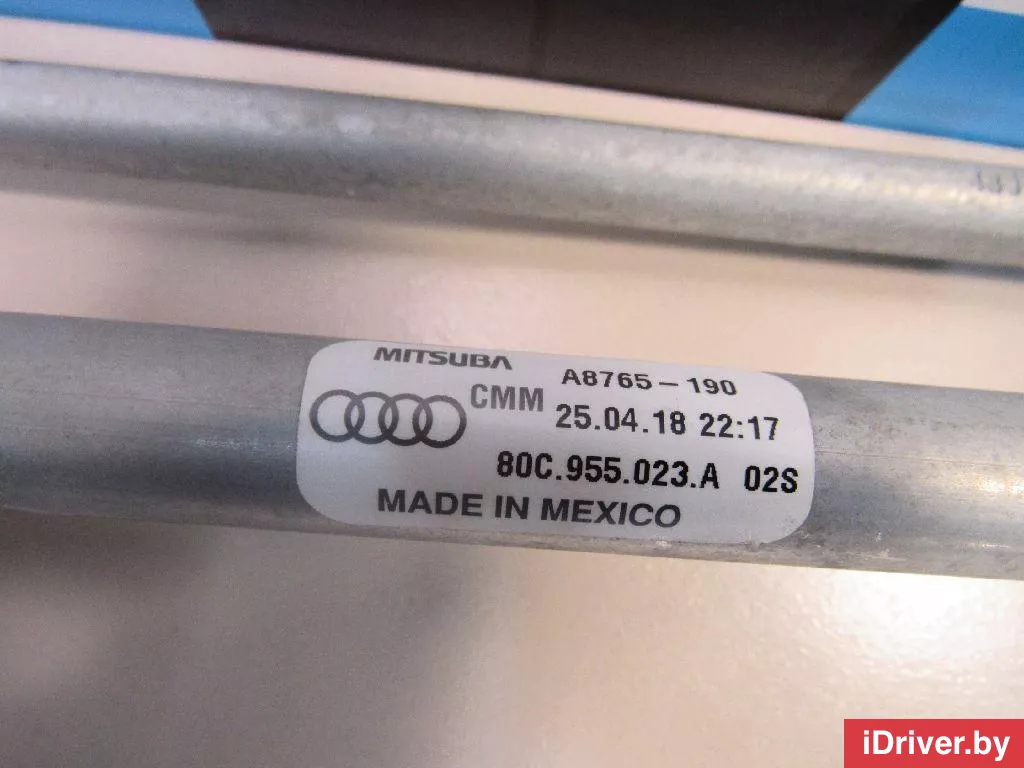 MITSUBA
A8765-190
CMM
25.04.18 22:17
80C.955.023.A 02S
MADE IN MEXICO
iDriver.by